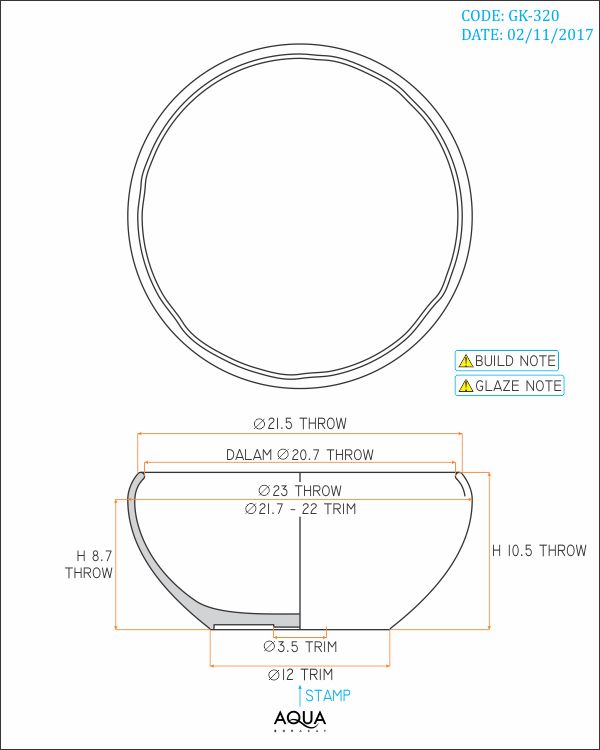 CODE: GK-320
DATE: 02/11/2017
BUILD NOTE
GLAZE NOTE
∅21.5 THROW
DALAM ∅20.7 THROW
∅23 THROW
∅21.7 - 22 TRIM
H 8.7
THROW
H 10.5 THROW
∅3.5 TRIM
∅12 TRIM
STAMP
AQUA